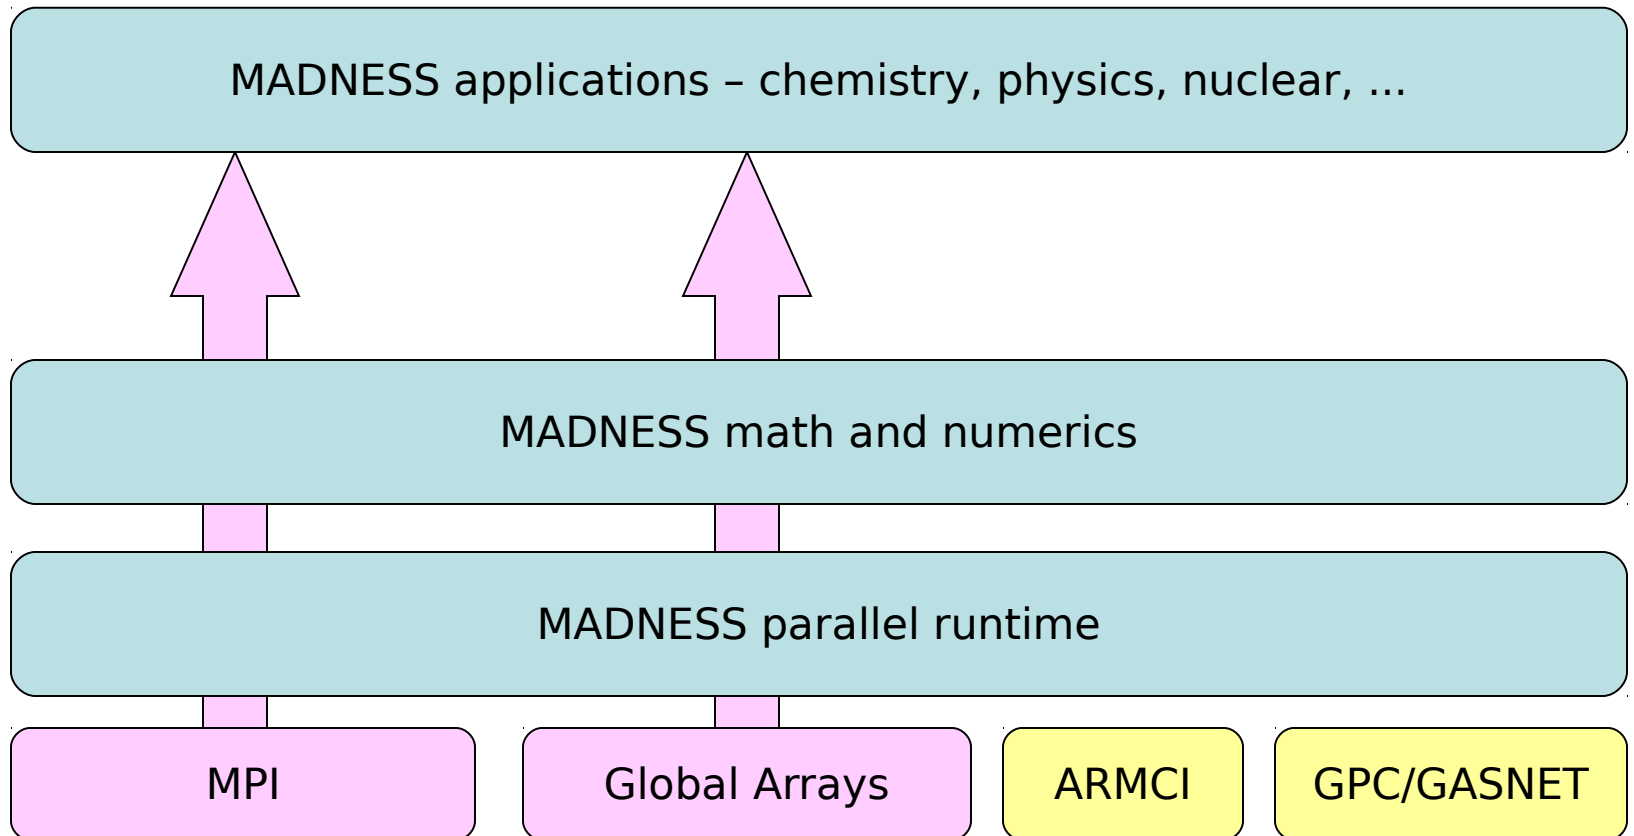 MADNESS applications – chemistry, physics, nuclear, ...
MADNESS math and numerics
MADNESS parallel runtime
MPI
Global Arrays
ARMCI
GPC/GASNET